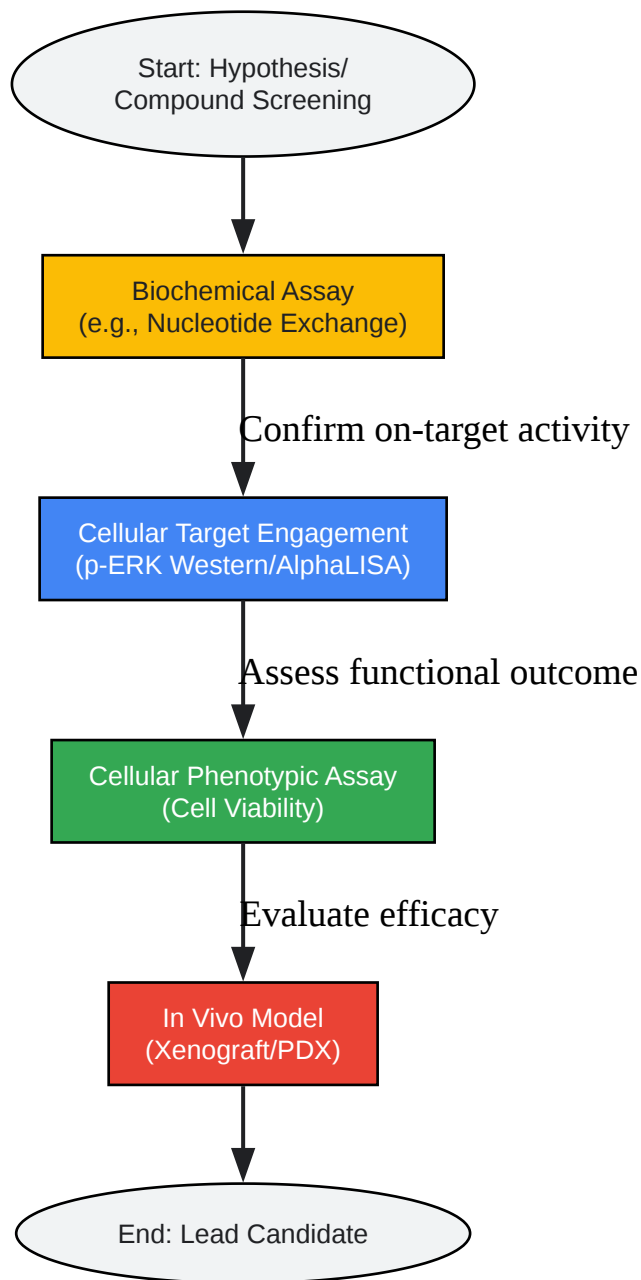 Start: Hypothesis/
Compound Screening
Biochemical Assay
(e.g., Nucleotide Exchange)
Confirm on-target activity
Cellular Target Engagement
(p-ERK Western/AlphaLISA)
Assess functional outcome
Cellular Phenotypic Assay
(Cell Viability)
Evaluate efficacy
In Vivo Model
(Xenograft/PDX)
End: Lead Candidate